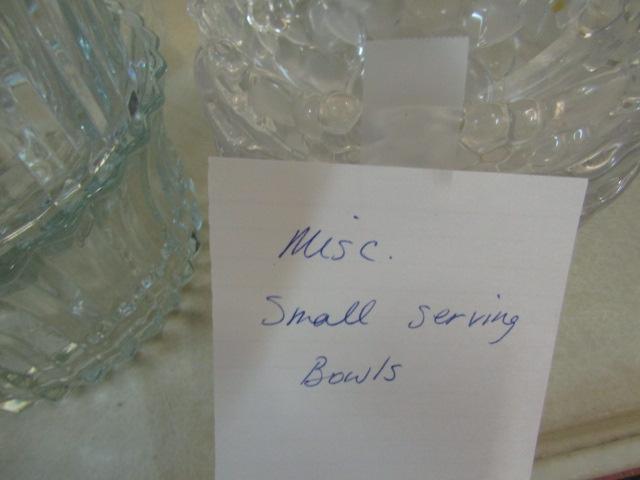 Misc.
Small serving
Bowls